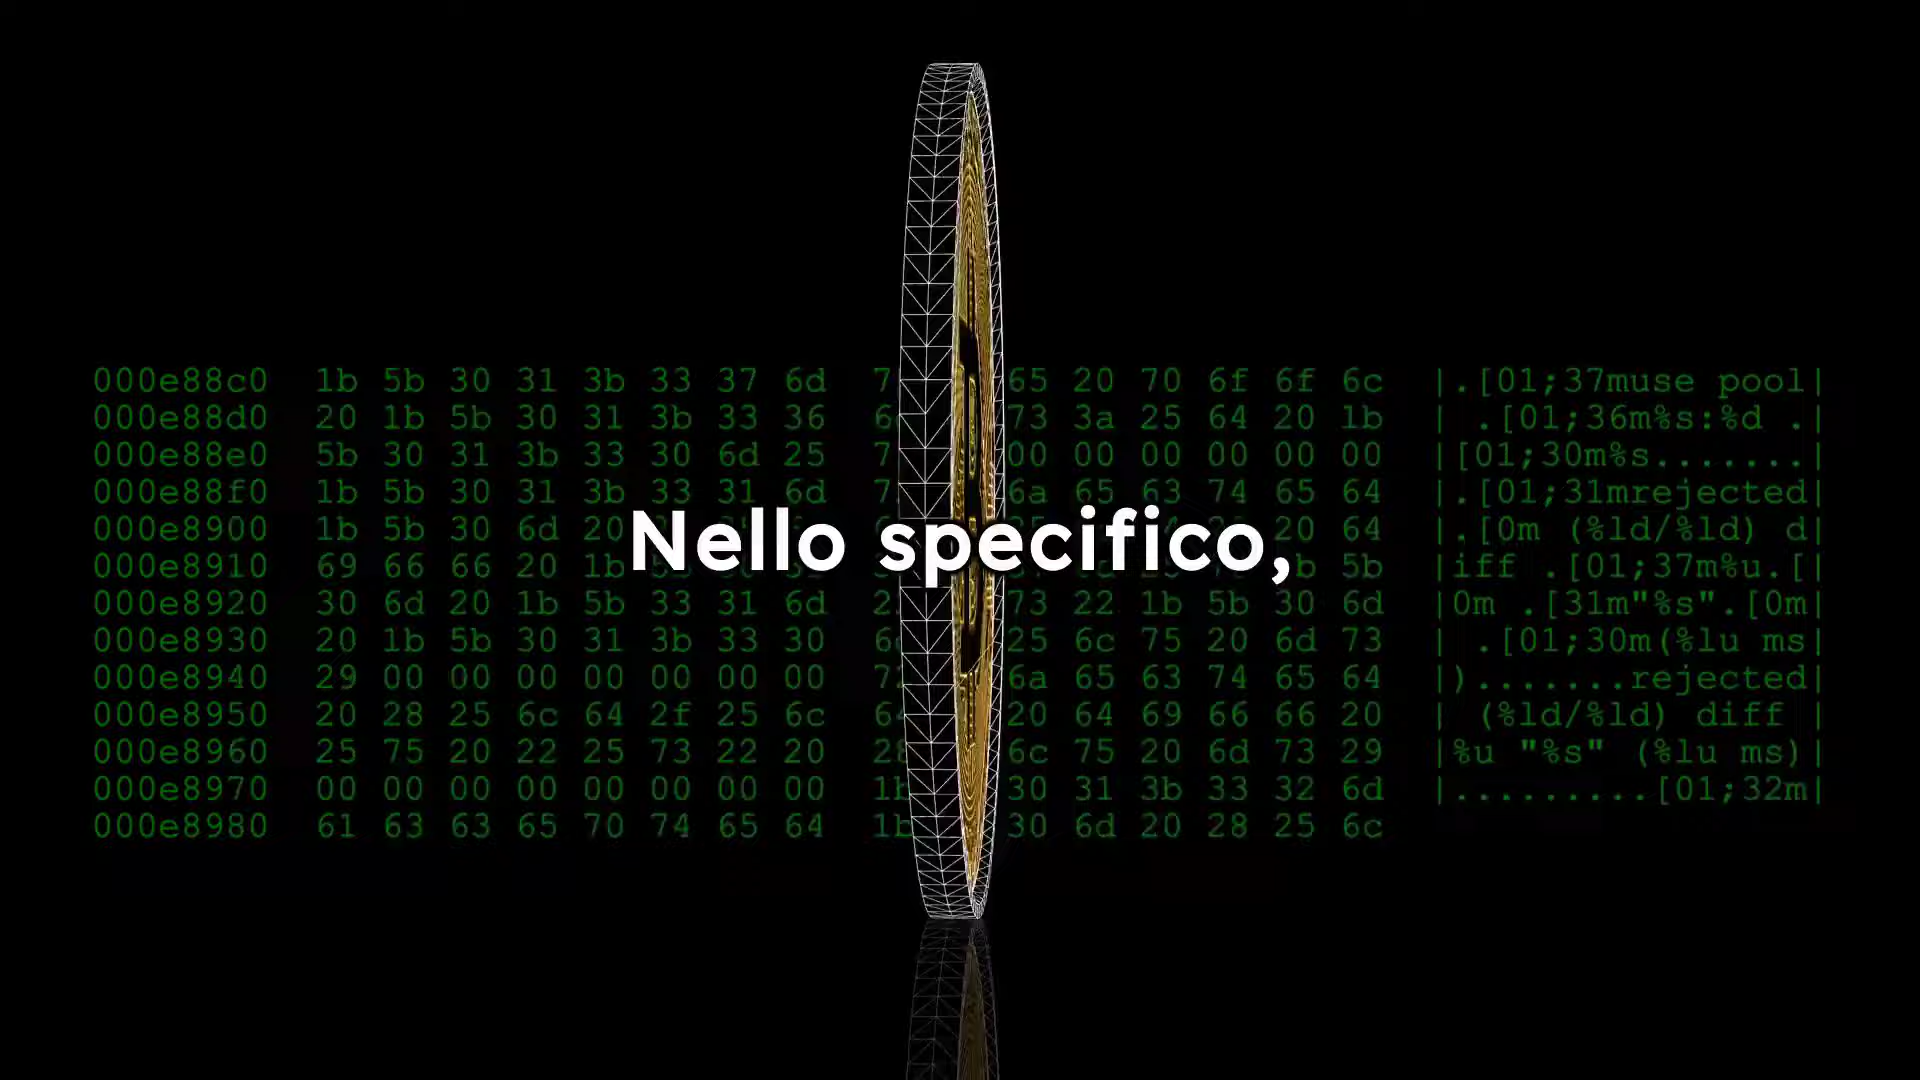 000e88c0 1b 5b 30 31 3b 33 37 6d 65 20 70 6f 6f 6c |.[01;37muse pool|
000e88d0 20 1b 5b 30 31 3b 33 36 73 3a 25 64 20 1b | .[01;36m%s:%d .|
000e88e0 5b 30 31 3b 33 30 6d 25 00 00 00 00 00 00 |[01;30m%s.......|
000e88f0 1b 5b 30 31 3b 33 31 6d 6a 65 63 74 65 64 |.[01;31mrejected|
000e8900 1b 5b 30 6d 20 20 64 |.[0m (%ld/%ld) d|
Nello specifico,
000e8910 69 66 66 20 1b 5b |iff .[01;37m%u.[|
000e8920 30 6d 20 1b 5b 33 31 6d 73 22 1b 5b 30 6d |0m .[31m"%s".[0m|
000e8930 20 1b 5b 30 31 3b 33 30 25 6c 75 20 6d 73 | .[01;30m(%lu ms|
000e8940 29 00 00 00 00 00 00 00 6a 65 63 74 65 64 |).......rejected|
000e8950 20 28 25 6c 64 2f 25 6c 20 64 69 66 66 20 | (%ld/%ld) diff |
000e8960 25 75 20 22 25 73 22 20 6c 75 20 6d 73 29 |%u "%s" (%lu ms)|
000e8970 00 00 00 00 00 00 00 00 30 31 3b 33 32 6d |.........[01;32m|
000e8980 61 63 63 65 70 74 65 64 30 6d 20 28 25 6c